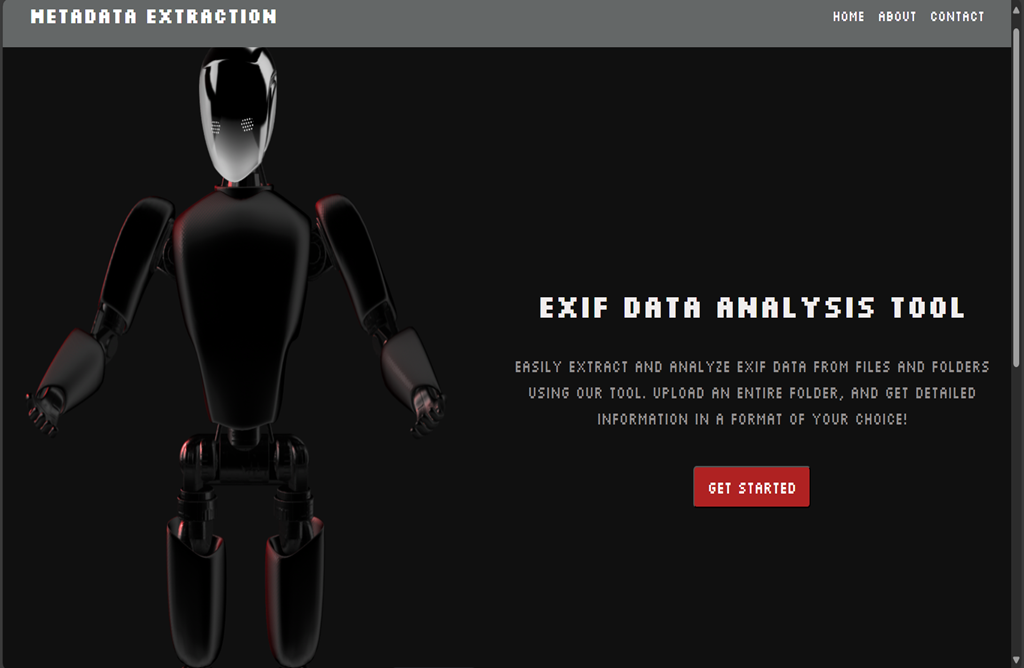 METADATA EXTRACTION
HOME ABOUT CONTACT
EXIF DATA ANALYSIS TOOL
EASILY EXTRACT AND ANALYZE EXIF DATA FROM FILES AND FOLDERS
USING OUR TOOL. UPLOAD AN ENTIRE FOLDER, AND GET DETAILED
INFORMATION IN A FORMAT OF YOUR CHOICE!
GET STARTED